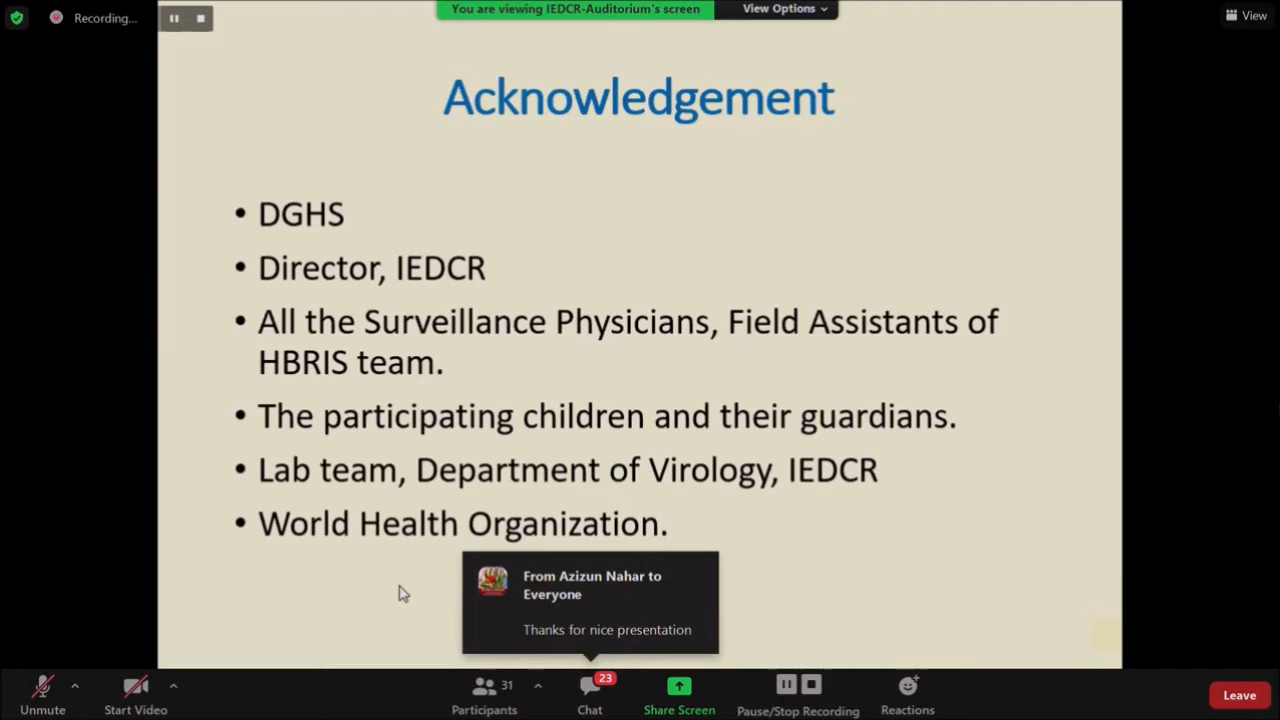 Recording...
You are viewing IEDCR-Auditorium's screen
View Options
View
Acknowledgement
• DGHS
• Director, IEDCR
• All the Surveillance Physicians, Field Assistants of
HBRIS team.
• The participating children and their guardians.
• Lab team, Department of Virology, IEDCR
• World Health Organization.
From Azizun Nahar to
Everyone
Thanks for nice presentation
31
23
Unmute
Start Video
Participants
Chat
Share Screen
Pause/Stop Recording
Reactions
Leave